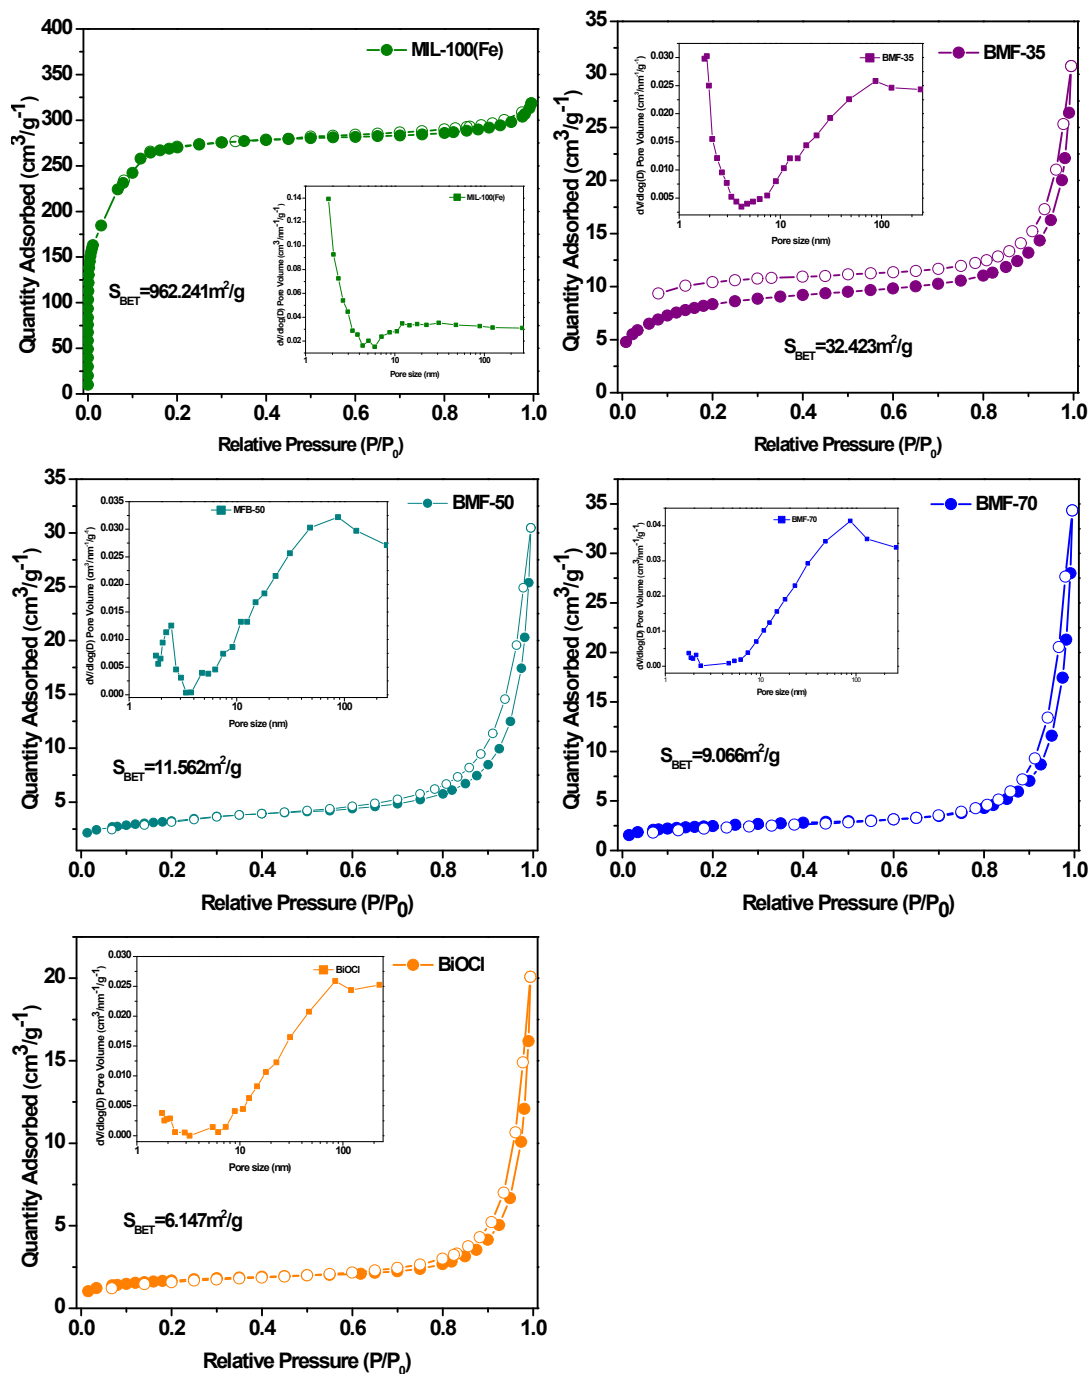 MIL-100(Fe)
Quantity Adsorbed (cm³/g⁻¹)
400
350
300
250
200
150
100
50
0
0.0 0.2 0.4 0.6 0.8 1.0
Relative Pressure (P/P₀)
S_BET=962.241m²/g
MIL-100(Fe)
dV/dlog(D) Pore Volume (cm³/nm⁻¹/g⁻¹)
0.14
0.12
0.10
0.08
0.06
0.04
0.02
1 10 100
Pore size (nm)
BMF-35
Quantity Adsorbed (cm³/g⁻¹)
35
30
25
20
15
10
5
0
0.0 0.2 0.4 0.6 0.8 1.0
Relative Pressure (P/P₀)
S_BET=32.423m²/g
BMF-35
dV/dlog(D) Pore Volume (cm³/nm⁻¹/g⁻¹)
0.030
0.025
0.020
0.015
0.010
0.005
1 10 100
Pore size (nm)
BMF-50
Quantity Adsorbed (cm³/g⁻¹)
35
30
25
20
15
10
5
0.0 0.2 0.4 0.6 0.8 1.0
Relative Pressure (P/P₀)
S_BET=11.562m²/g
MFB-50
dV/dlog(D) Pore Volume (cm³/nm⁻¹/g⁻¹)
0.035
0.030
0.025
0.020
0.015
0.010
0.005
0.000
1 10 100
Pore size (nm)
BMF-70
Quantity Adsorbed (cm³/g⁻¹)
35
30
25
20
15
10
5
0
0.0 0.2 0.4 0.6 0.8 1.0
Relative Pressure (P/P₀)
S_BET=9.066m²/g
BMF-70
dV/dlog(D) Pore Volume (cm³/nm⁻¹/g⁻¹)
0.04
0.03
0.02
0.01
0.00
1 10 100
Pore size (nm)
BiOCl
Quantity Adsorbed (cm³/g⁻¹)
20
15
10
5
0
0.0 0.2 0.4 0.6 0.8 1.0
Relative Pressure (P/P₀)
S_BET=6.147m²/g
BiOCl
dV/dlog(D) Pore Volume (cm³/nm⁻¹/g⁻¹)
0.030
0.025
0.020
0.015
0.010
0.005
0.000
1 10 100
Pore size (nm)